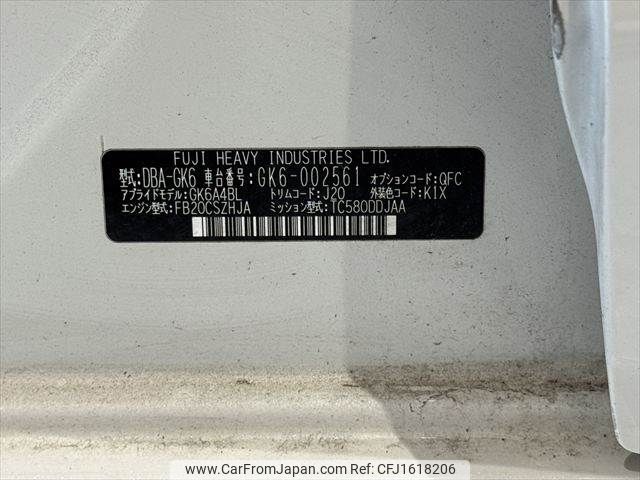 FUJI HEAVY INDUSTRIES LTD.
型式:DBA-GK6 車台番号:GK6-002561 オプションコード:QFC
アプライドモデル:GK6A4BL トリムコード:J20 外装色コード:K1X
エンジン型式:FB20CSZHJA ミッション型式:TC580DDJAA
www.CarFromJapan.com - CFJ1618206